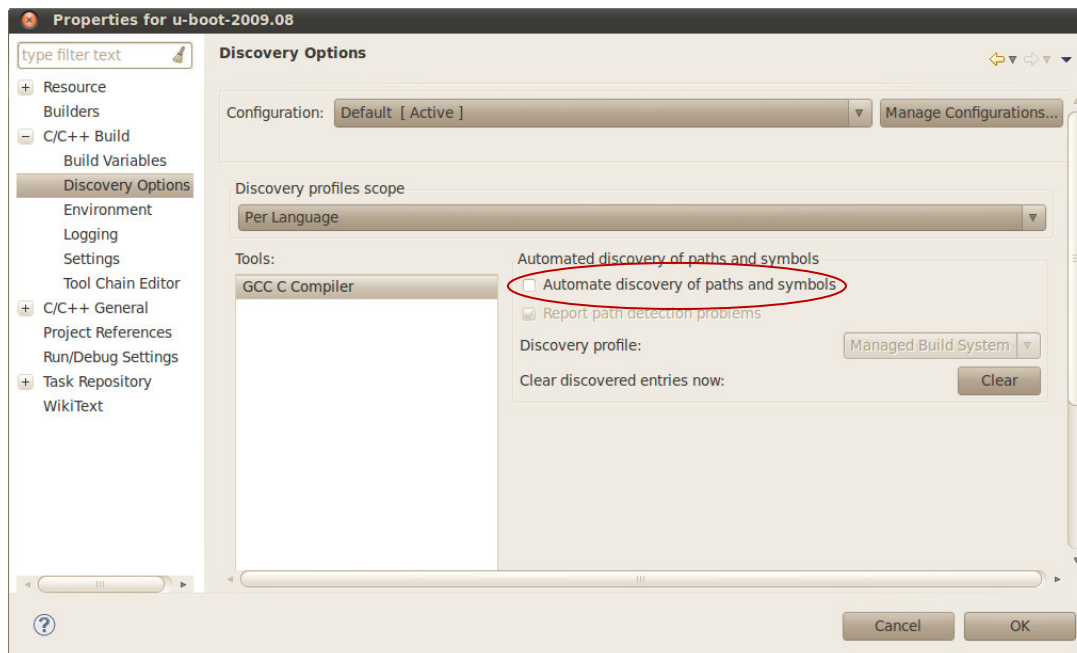 Properties for u-boot-2009.08
type filter text
Resource
Builders
C/C++ Build
Build Variables
Discovery Options
Environment
Logging
Settings
Tool Chain Editor
C/C++ General
Project References
Run/Debug Settings
Task Repository
WikiText
Discovery Options
Configuration: Default [ Active ] Manage Configurations...
Discovery profiles scope
Per Language
Tools:
GCC C Compiler
Automated discovery of paths and symbols
Automate discovery of paths and symbols
Report path detection problems
Discovery profile: Managed Build System
Clear discovered entries now: Clear
Cancel OK